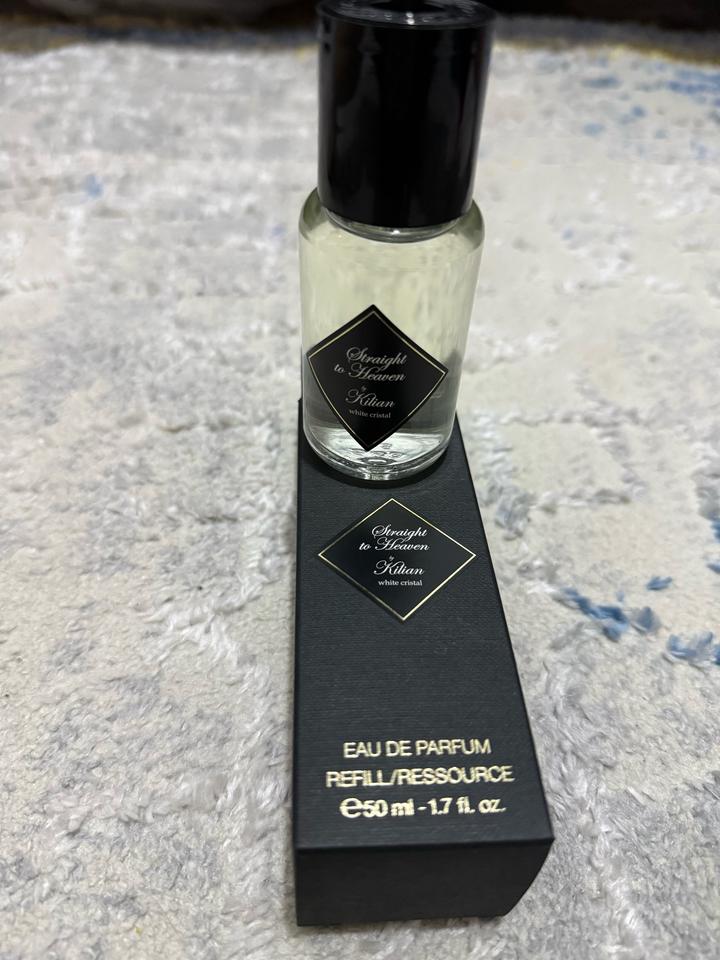 Straight
to Heaven
by
Kilian
white cristal
Straight
to Heaven
by
Kilian
white cristal
EAU DE PARFUM
REFILL/RESSOURCE
℮50 ml - 1.7 fl. oz.